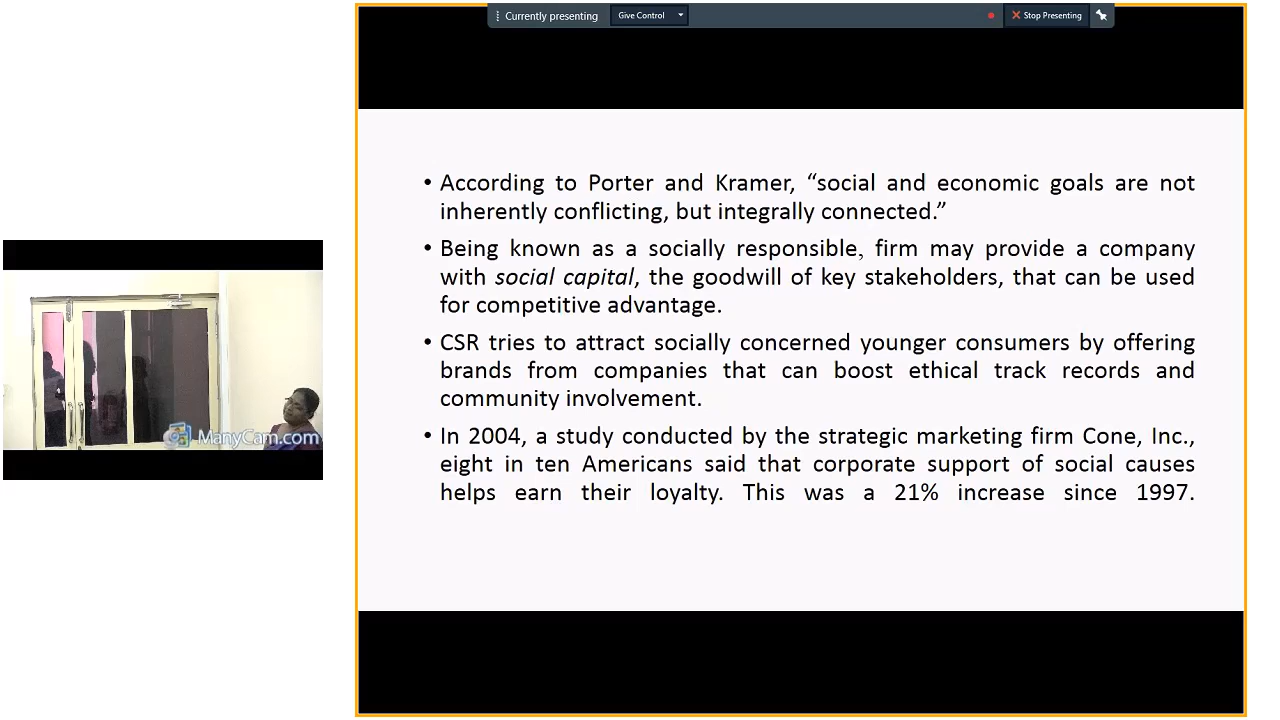 Currently presenting
Give Control
Stop Presenting
• According to Porter and Kramer, “social and economic goals are not
inherently conflicting, but integrally connected.”
• Being known as a socially responsible, firm may provide a company
with social capital, the goodwill of key stakeholders, that can be used
for competitive advantage.
• CSR tries to attract socially concerned younger consumers by offering
brands from companies that can boost ethical track records and
community involvement.
• In 2004, a study conducted by the strategic marketing firm Cone, Inc.,
eight in ten Americans said that corporate support of social causes
helps earn their loyalty. This was a 21% increase since 1997.
ManyCam.com